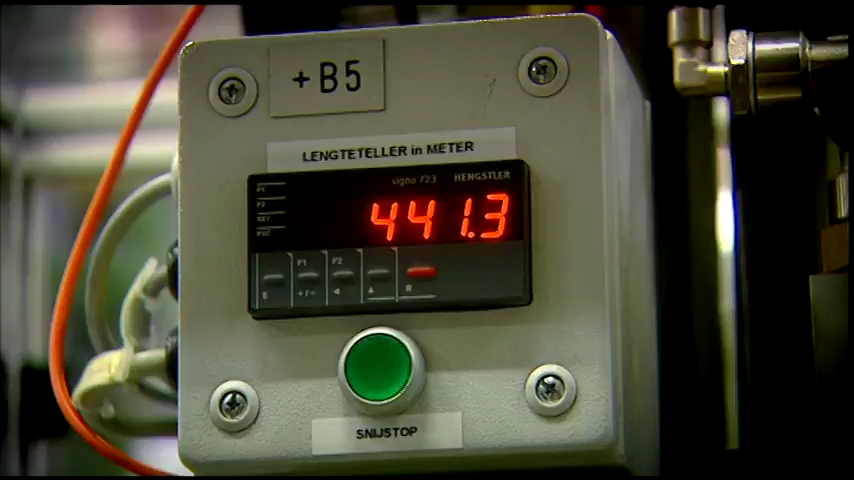 +B5
LENGTETELLER in METER
signo 723 HENGSTLER
F1
F2
441.3
F1 F2
E +/- ◄ ▲ R
SNIJSTOP